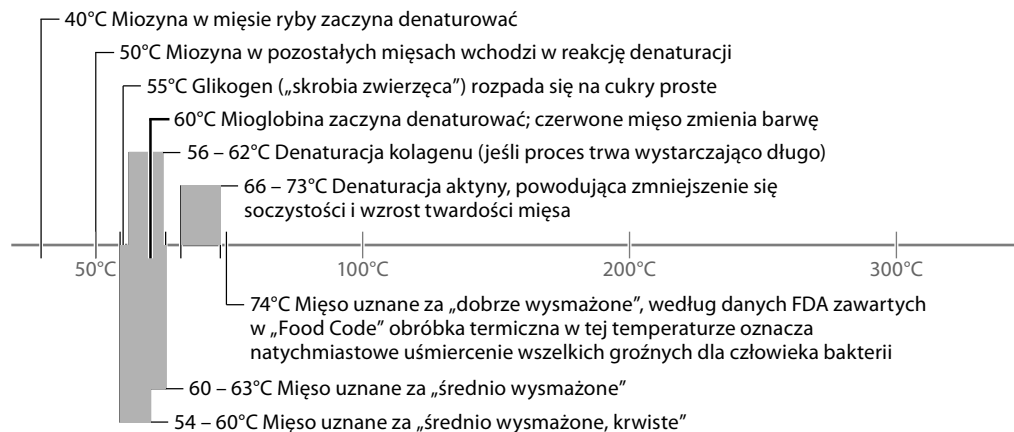 40°C Miozyna w mięsie ryby zaczyna denaturować
50°C Miozyna w pozostałych mięsach wchodzi w reakcję denaturacji
55°C Glikogen („skrobia zwierzęca”) rozpada się na cukry proste
60°C Mioglobina zaczyna denaturować; czerwone mięso zmienia barwę
56 – 62°C Denaturacja kolagenu (jeśli proces trwa wystarczająco długo)
66 – 73°C Denaturacja aktyny, powodująca zmniejszenie się
soczystości i wzrost twardości mięsa
50°C 100°C 200°C 300°C
74°C Mięso uznane za „dobrze wysmażone”, według danych FDA zawartych
w „Food Code” obróbka termiczna w tej temperaturze oznacza
natychmiastowe uśmiercenie wszelkich groźnych dla człowieka bakterii
60 – 63°C Mięso uznane za „średnio wysmażone”
54 – 60°C Mięso uznane za „średnio wysmażone, krwiste”